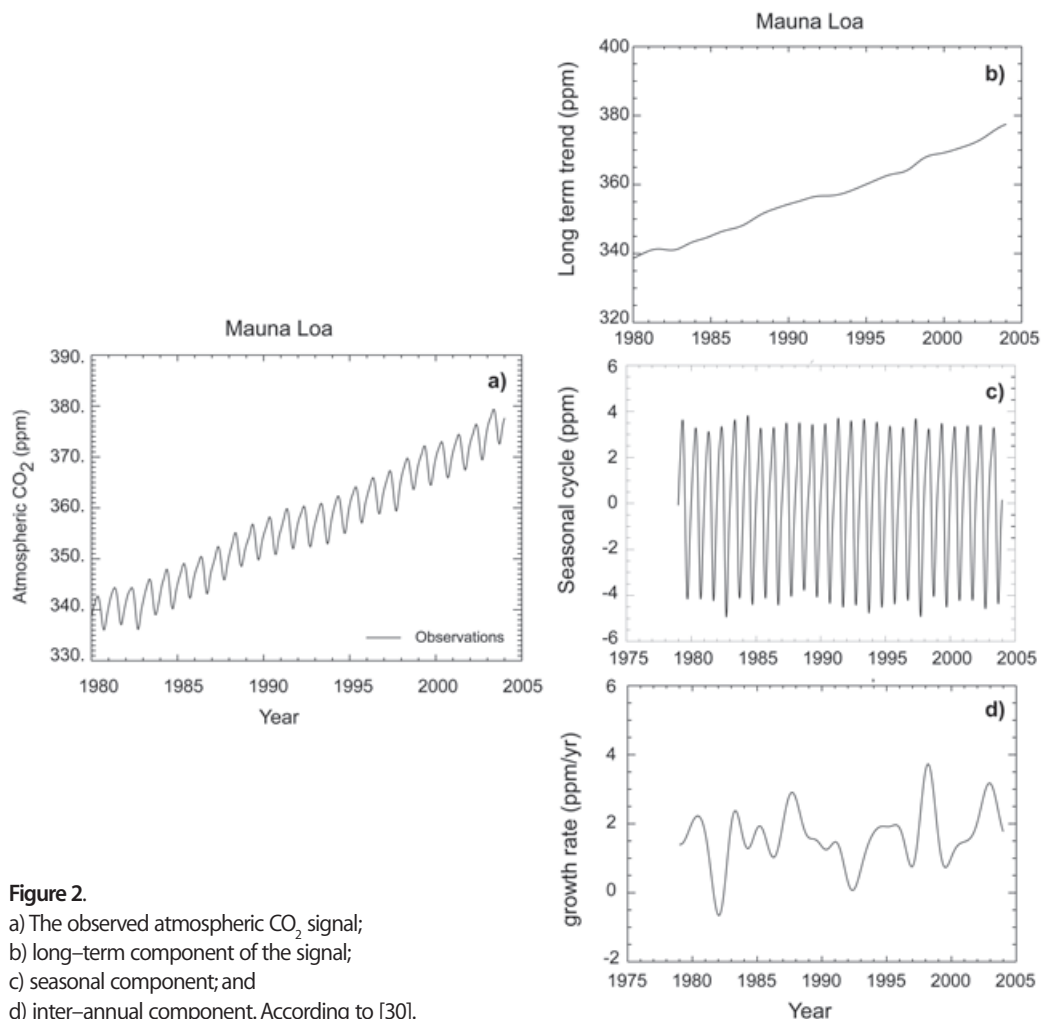 Mauna Loa
b)
Long term trend (ppm)
400
380
360
340
320
1980 1985 1990 1995 2000 2005
Mauna Loa
a)
Atmospheric CO2 (ppm)
390.
380.
370.
360.
350.
340.
330.
Observations
1980 1985 1990 1995 2000 2005
Year
c)
Seasonal cycle (ppm)
6
4
2
0
-2
-4
-6
1975 1980 1985 1990 1995 2000 2005
d)
growth rate (ppm/yr)
6
4
2
0
-2
1975 1980 1985 1990 1995 2000 2005
Year
Figure 2.
a) The observed atmospheric CO2 signal;
b) long–term component of the signal;
c) seasonal component; and
d) inter–annual component. According to [30].